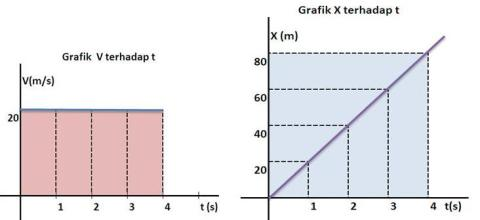 Grafik V terhadap t
V(m/s)
20
1 2 3 4 t(s)
Grafik X terhadap t
X (m)
80
60
40
20
1 2 3 4 t (s)